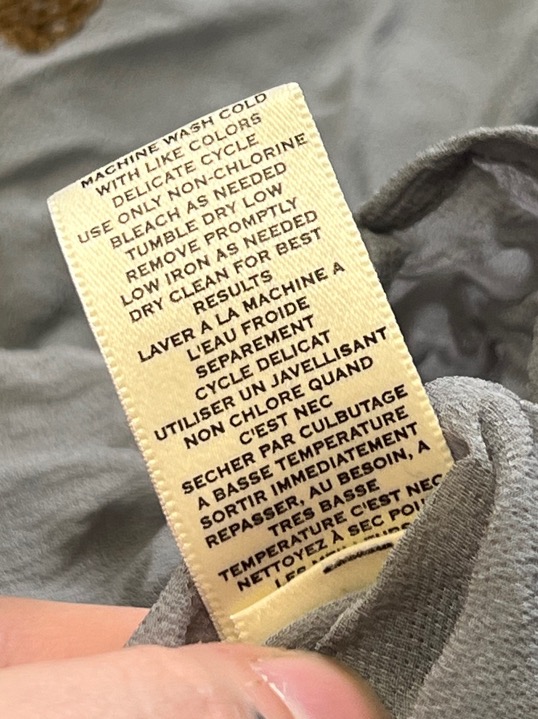 MACHINE WASH COLD
WITH LIKE COLORS
DELICATE CYCLE
USE ONLY NON-CHLORINE
BLEACH AS NEEDED
TUMBLE DRY LOW
REMOVE PROMPTLY
LOW IRON AS NEEDED
DRY CLEAN FOR BEST
RESULTS
LAVER A LA MACHINE A
L'EAU FROIDE
SEPAREMENT
CYCLE DELICAT
UTILISER UN JAVELLISANT
NON CHLORE QUAND
C'EST NEC
SECHER PAR CULBUTAGE
A BASSE TEMPERATURE
SORTIR IMMEDIATEMENT
REPASSER, AU BESOIN, A
TRES BASSE
TEMPERATURE C'EST NEC
NETTOYEZ À SEC
LES